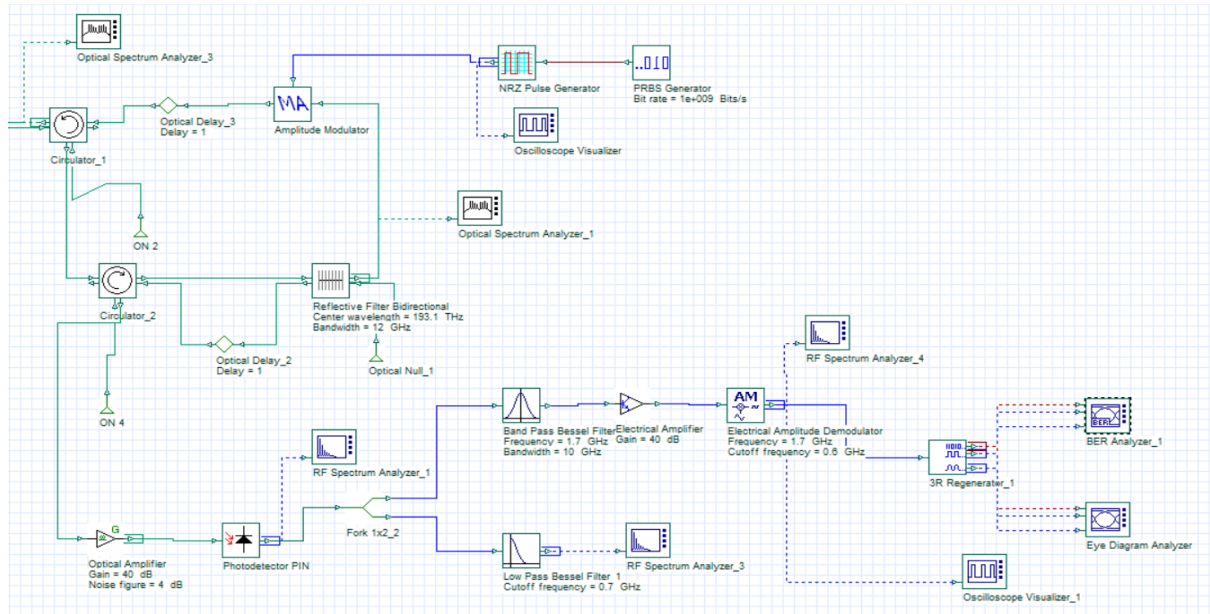 Optical Spectrum Analyzer_3
NRZ Pulse Generator
PRBS Generator
Bit rate = 1e+009 Bits/s
..010
MA
Optical Delay_3
Delay = 1
Amplitude Modulator
Oscilloscope Visualizer
Circulator_1
Optical Spectrum Analyzer_1
ON 2
Circulator_2
Reflective Filter Bidirectional
Center wavelength = 193.1 THz
Bandwidth = 12 GHz
Optical Delay_2
Delay = 1
Optical Null_1
RF Spectrum Analyzer_4
ON 4
AM
Band Pass Bessel Filter
Frequency = 1.7 GHz
Bandwidth = 10 GHz
Electrical Amplifier
Gain = 40 dB
Electrical Amplitude Demodulator
Frequency = 1.7 GHz
Cutoff frequency = 0.6 GHz
BER
BER Analyzer_1
RF Spectrum Analyzer_1
3R Regenerator_1
Fork 1x2_2
G
Optical Amplifier
Gain = 40 dB
Noise figure = 4 dB
Photodetector PIN
Low Pass Bessel Filter_1
Cutoff frequency = 0.7 GHz
RF Spectrum Analyzer_3
Eye Diagram Analyzer
Oscilloscope Visualizer_1